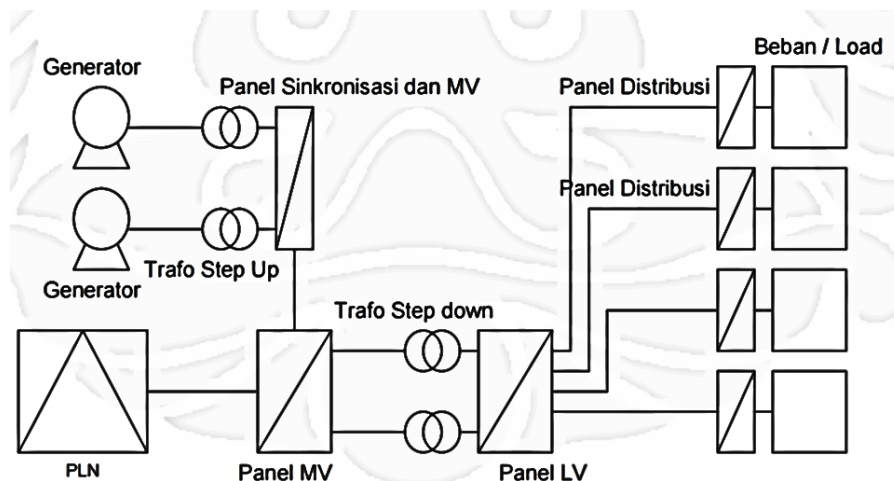 Beban / Load
Generator
Panel Sinkronisasi dan MV
Panel Distribusi
Panel Distribusi
Trafo Step Up
Generator
Trafo Step down
PLN
Panel MV
Panel LV